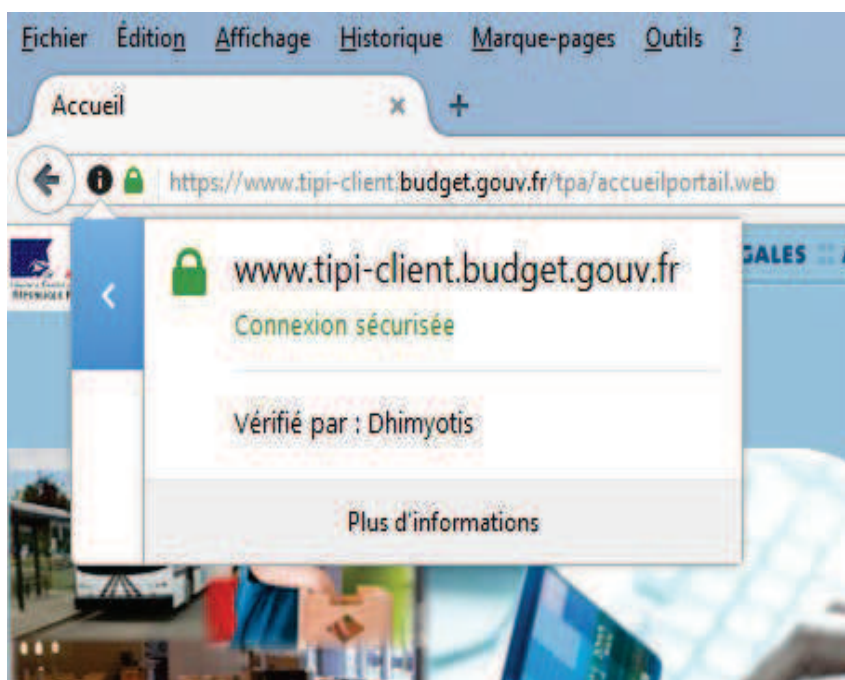 Fichier Édition Affichage Historique Marque-pages Outils ?
Accueil × +
https://www.tipi-client.budget.gouv.fr/tpa/accueilportail.web
www.tipi-client.budget.gouv.fr
GALES
Connexion sécurisée
Vérifié par : Dhimyotis
Plus d'informations